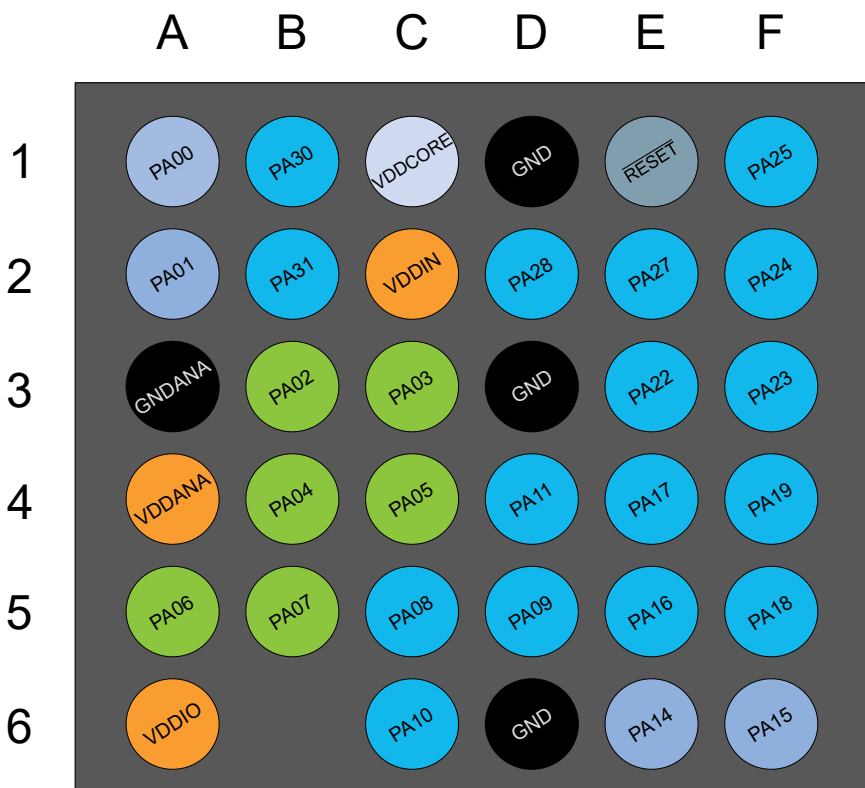 A B C D E F
1 PA00 PA30 VDDCORE GND RESET PA25
2 PA01 PA31 VDDIN PA28 PA27 PA24
3 GNDANA PA02 PA03 GND PA22 PA23
4 VDDANA PA04 PA05 PA11 PA17 PA19
5 PA06 PA07 PA08 PA09 PA16 PA18
6 VDDIO PA10 GND PA14 PA15